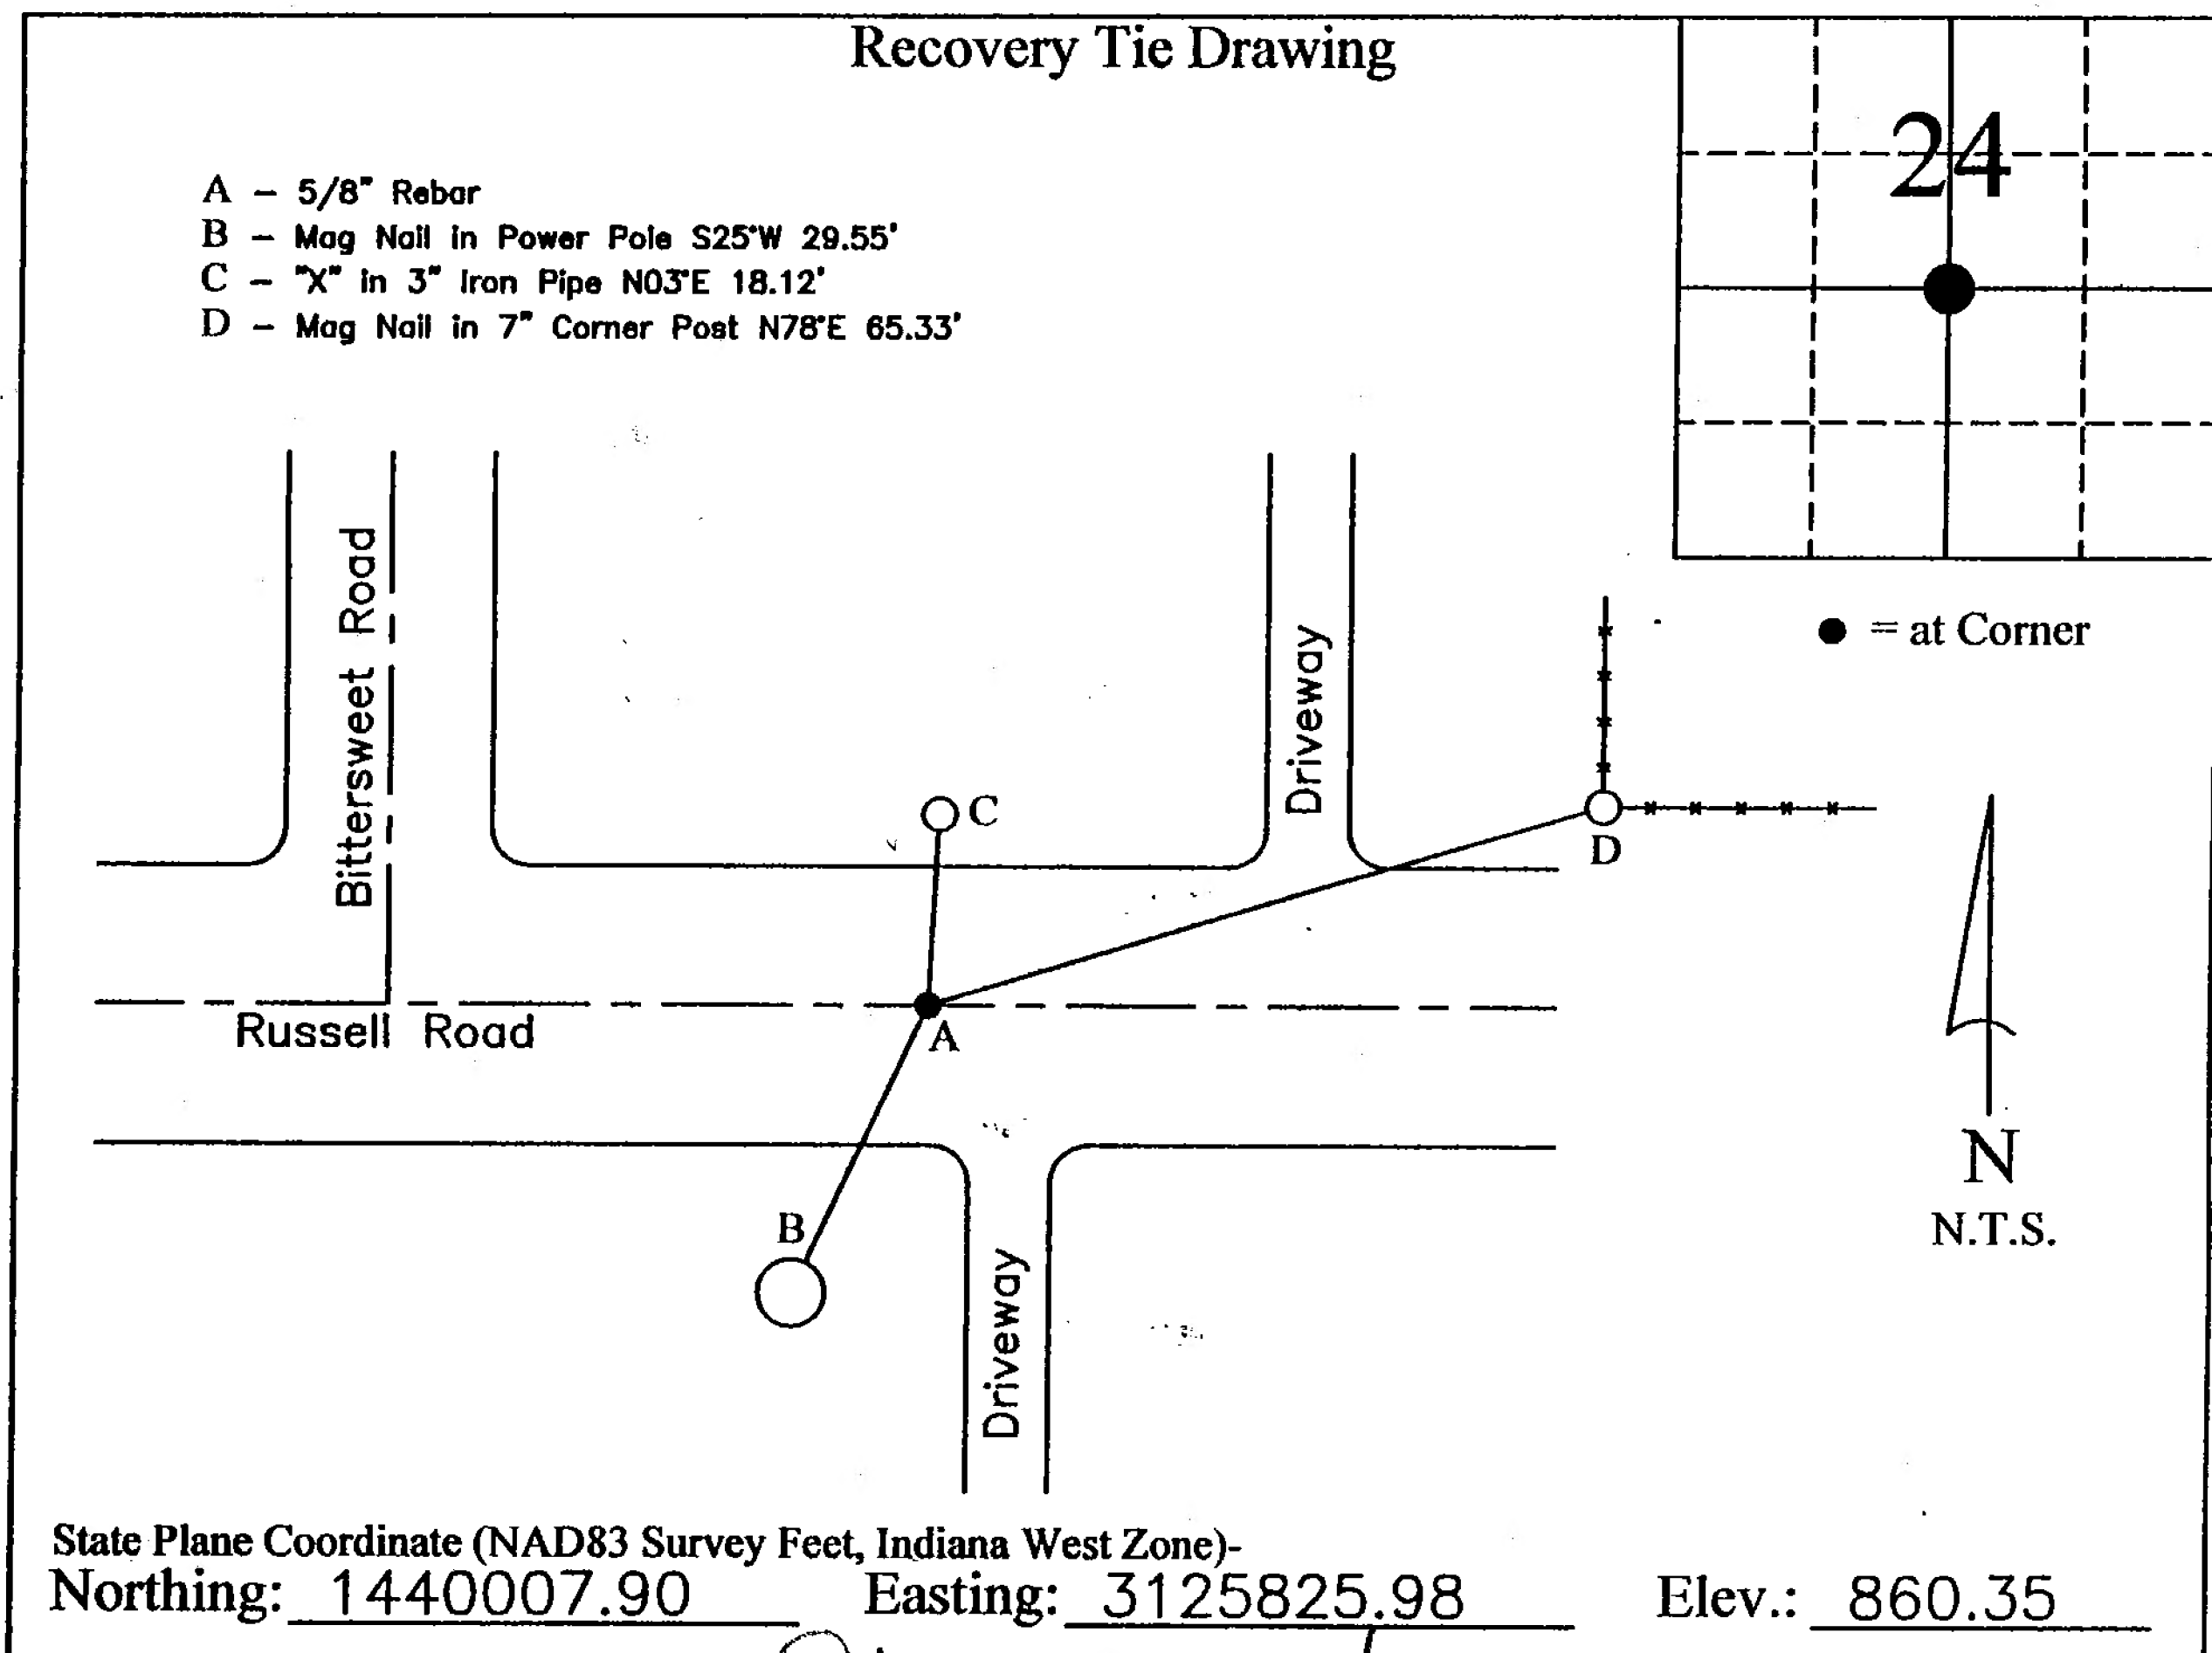 Recovery Tie Drawing
24
A – 5/8" Rebar
B – Mag Nail in Power Pole S25°W 29.55'
C – "X" in 3" Iron Pipe N03°E 18.12'
D – Mag Nail in 7" Corner Post N78°E 65.33'
● = at Corner
Bittersweet Road
Driveway
C
D
Russell Road
A
B
Driveway
N
N.T.S.
State Plane Coordinate (NAD83 Survey Feet, Indiana West Zone)-
Northing: 1440007.90 Easting: 3125825.98 Elev.: 860.35